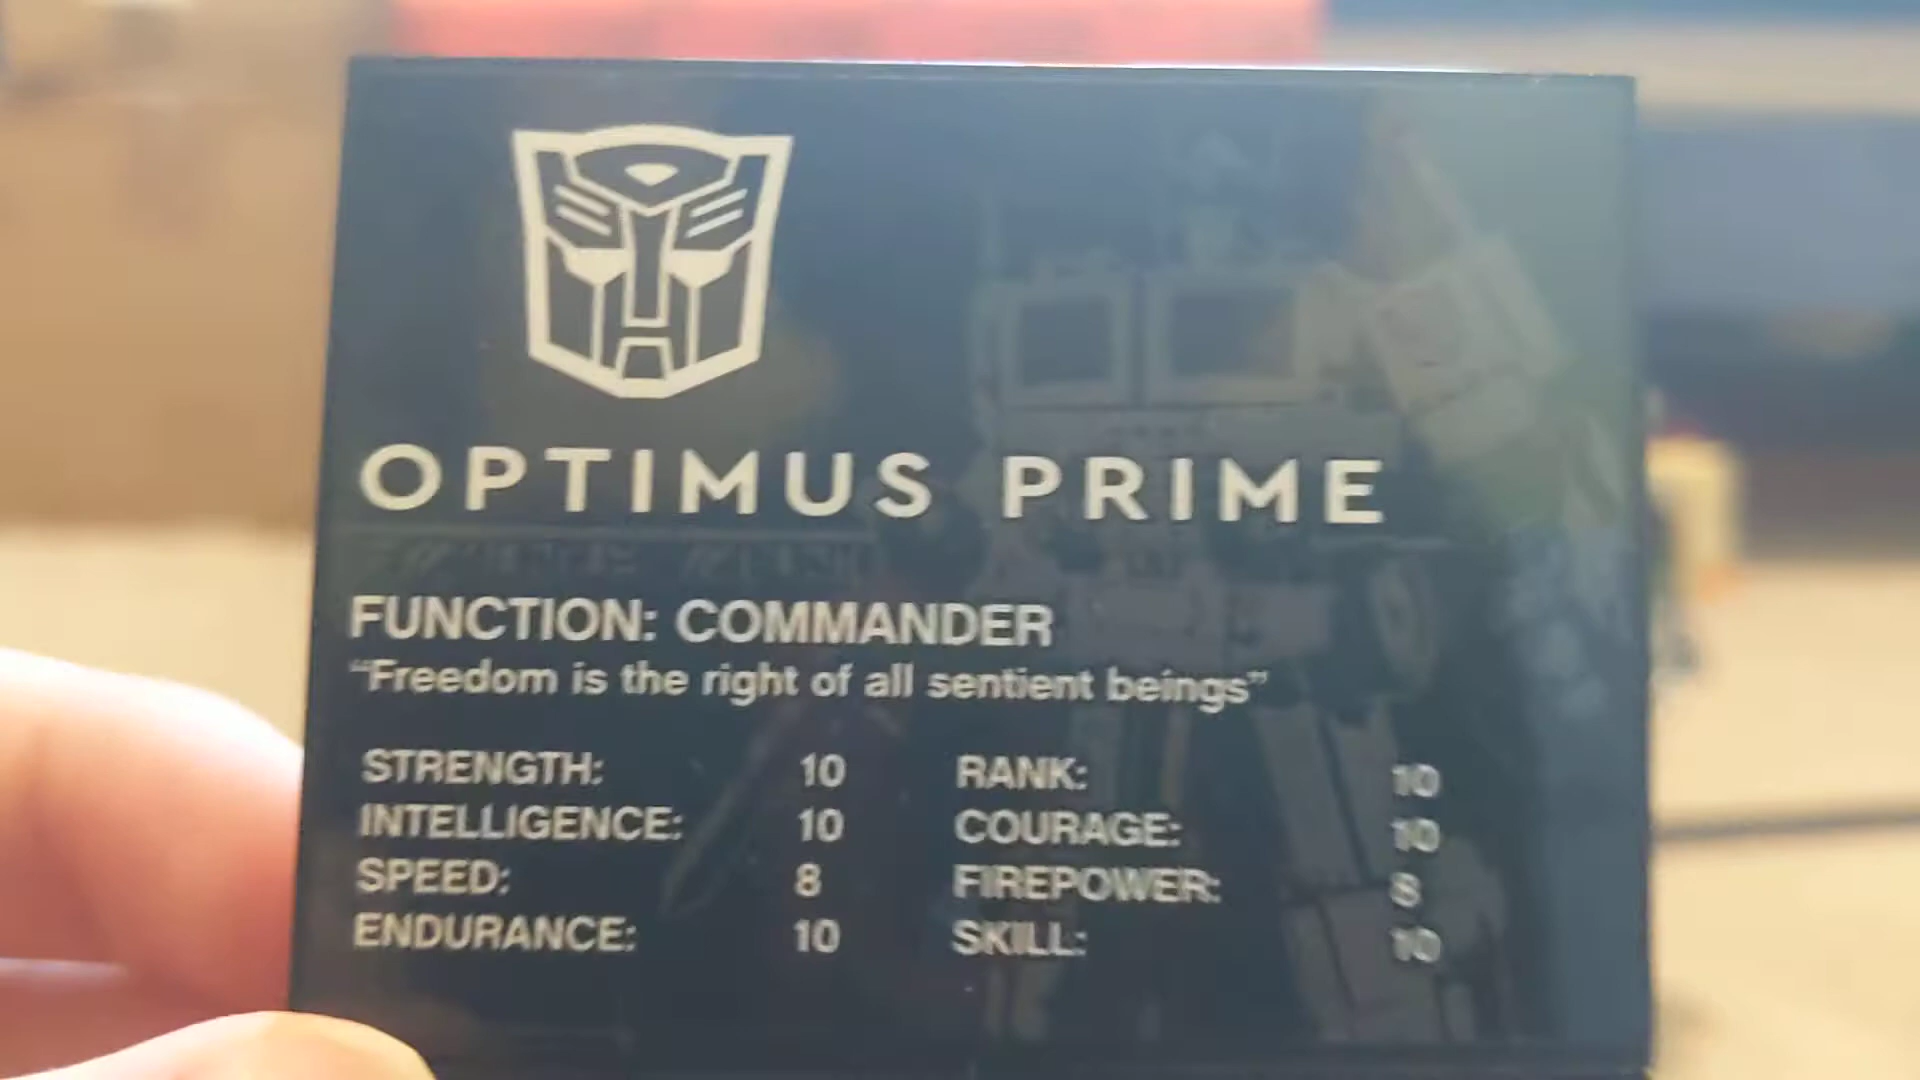 OPTIMUS PRIME
FUNCTION: COMMANDER
“Freedom is the right of all sentient beings”
STRENGTH: 10 RANK: 10
INTELLIGENCE: 10 COURAGE: 10
SPEED: 8 FIREPOWER: 8
ENDURANCE: 10 SKILL: 10